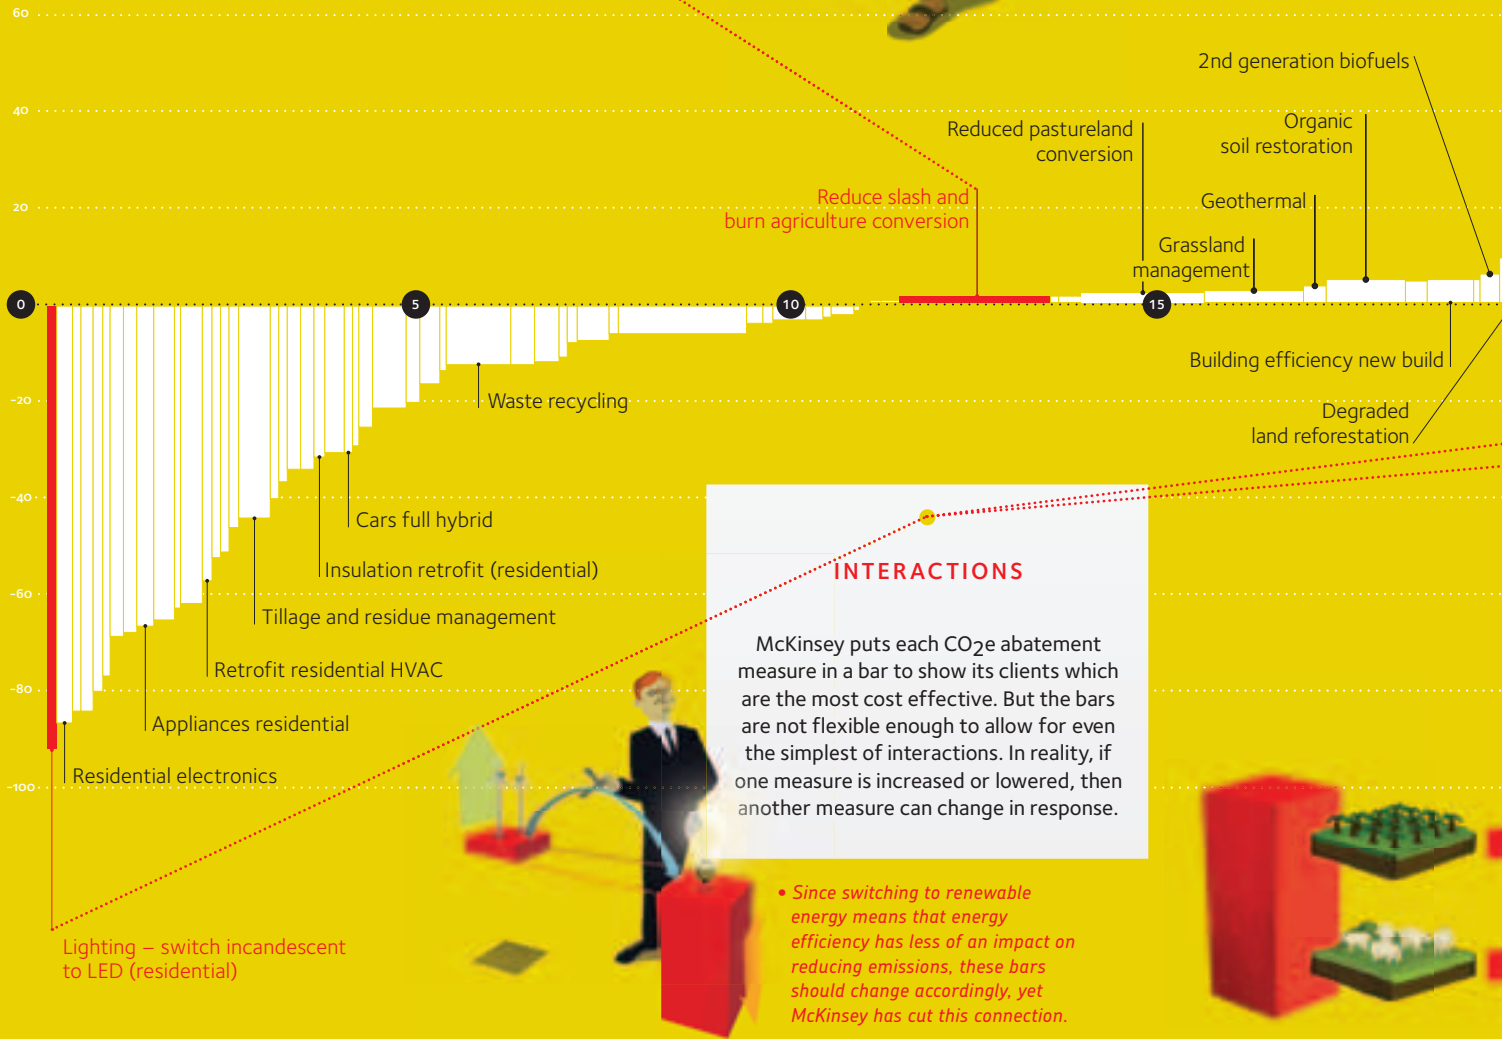 60
2nd generation biofuels
40
Reduced pastureland
conversion
Organic
soil restoration
Reduce slash and
burn agriculture conversion
20
Geothermal
Grassland
management
0
5
10
15
Building efficiency new build
-20
Waste recycling
Degraded
land reforestation
-40
Cars full hybrid
Insulation retrofit (residential)
-60
Tillage and residue management
Retrofit residential HVAC
-80
Appliances residential
Residential electronics
-100
INTERACTIONS
McKinsey puts each CO2e abatement
measure in a bar to show its clients which
are the most cost effective. But the bars
are not flexible enough to allow for even
the simplest of interactions. In reality, if
one measure is increased or lowered, then
another measure can change in response.
• Since switching to renewable
energy means that energy
efficiency has less of an impact on
reducing emissions, these bars
should change accordingly, yet
McKinsey has cut this connection.
Lighting – switch incandescent
to LED (residential)